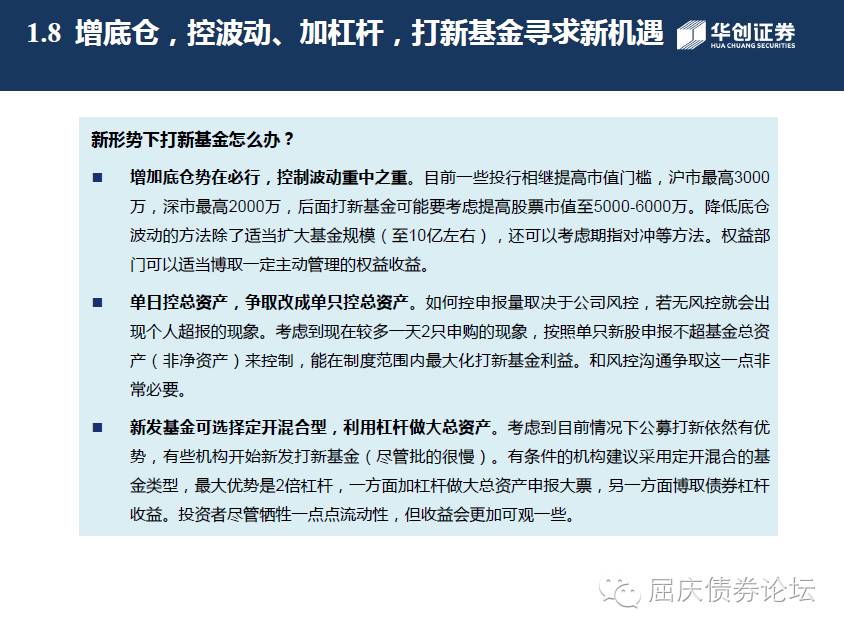 1.8 增底仓，控波动、加杠杆，打新基金寻求新机遇
华创证券
HUA CHUANG SECURITIES
新形势下打新基金怎么办？
■ 增加底仓势在必行，控制波动重中之重。目前一些投行相继提高市值门槛，沪市最高3000
万，深市最高2000万，后面打新基金可能要考虑提高股票市值至5000-6000万。降低底仓
波动的方法除了适当扩大基金规模（至10亿左右），还可以考虑期指对冲等方法。权益部
门可以适当博取一定主动管理的权益收益。
■ 单日控总资产，争取改成单只控总资产。如何控申报量取决于公司风控，若无风控就会出
现个人超报的现象。考虑到现在较多一天2只申购的现象，按照单只新股申报不超基金总资
产（非净资产）来控制，能在制度范围内最大化打新基金利益。和风控沟通争取这一点非
常必要。
■ 新发基金可选择定开混合型，利用杠杆做大总资产。考虑到目前情况下公募打新依然有优
势，有些机构开始新发打新基金（尽管批的很慢）。有条件的机构建议采用定开混合的基
金类型，最大优势是2倍杠杆，一方面加杠杆做大总资产申报大票，另一方面博取债券杠杆
收益。投资者尽管牺牲一点点流动性，但收益会更加可观一些。
屈庆债券论坛